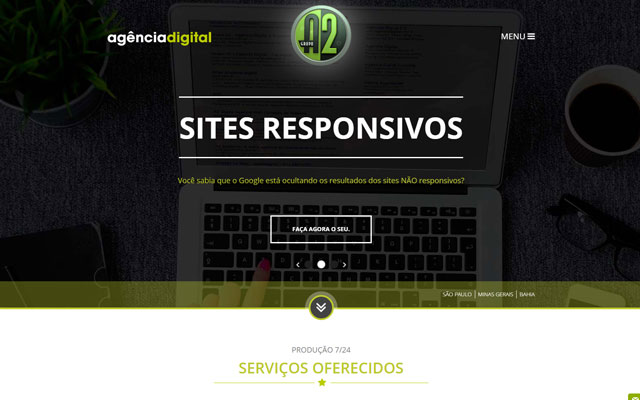 agênciadigital
GRUPO
A2
MENU
SITES RESPONSIVOS
Você sabia que o Google está ocultando os resultados dos sites NÃO responsivos?
FAÇA AGORA O SEU.
SÃO PAULO | MINAS GERAIS | BAHIA
PRODUÇÃO 7/24
SERVIÇOS OFERECIDOS